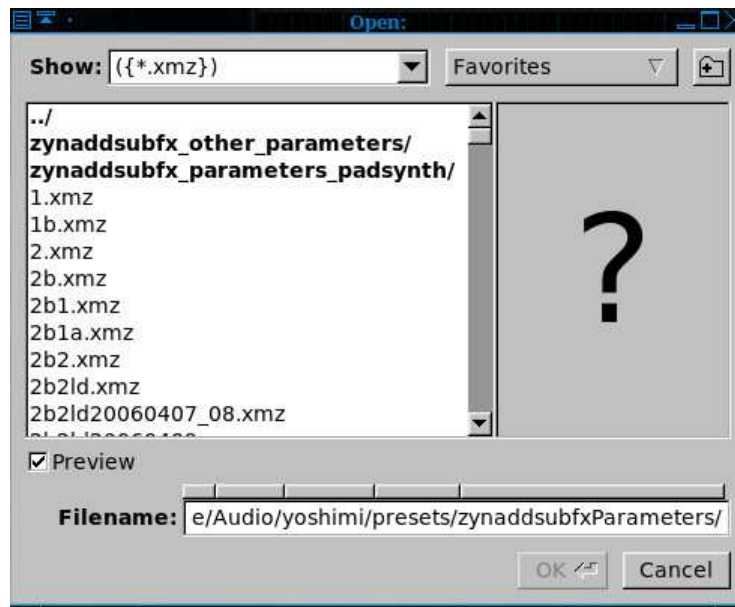 Open:
Show: ({*.xmz}) Favorites
../
zynaddsubfx_other_parameters/
zynaddsubfx_parameters_padsynth/
1.xmz
1b.xmz
2.xmz
2b.xmz
2b1.xmz
2b1a.xmz
2b2.xmz
2b2ld.xmz
2b2ld20060407_08.xmz
?
Preview
Filename: e/Audio/yoshimi/presets/zynaddsubfxParameters/
OK Cancel